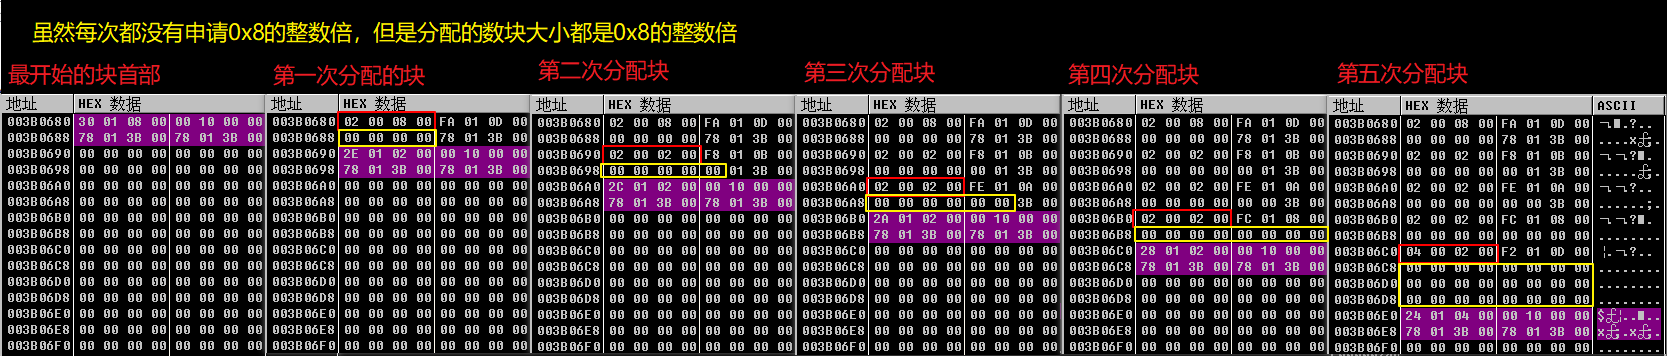 虽然每次都没有申请0x8的整数倍，但是分配的数块大小都是0x8的整数倍
最开始的块首部
地址 HEX 数据
003B0680 30 01 08 00 00 10 00 00
003B0688 78 01 3B 00 78 01 3B 00
003B0690 00 00 00 00 00 00 00 00
003B0698 00 00 00 00 00 00 00 00
003B06A0 00 00 00 00 00 00 00 00
003B06A8 00 00 00 00 00 00 00 00
003B06B0 00 00 00 00 00 00 00 00
003B06B8 00 00 00 00 00 00 00 00
003B06C0 00 00 00 00 00 00 00 00
003B06C8 00 00 00 00 00 00 00 00
003B06D0 00 00 00 00 00 00 00 00
003B06D8 00 00 00 00 00 00 00 00
003B06E0 00 00 00 00 00 00 00 00
003B06E8 00 00 00 00 00 00 00 00
003B06F0 00 00 00 00 00 00 00 00
第一次分配的块
地址 HEX 数据
003B0680 02 00 08 00 FA 01 0D 00
003B0688 00 00 00 00 78 01 3B 00
003B0690 2E 01 02 00 00 10 00 00
003B0698 78 01 3B 00 78 01 3B 00
003B06A0 00 00 00 00 00 00 00 00
003B06A8 00 00 00 00 00 00 00 00
003B06B0 00 00 00 00 00 00 00 00
003B06B8 00 00 00 00 00 00 00 00
003B06C0 00 00 00 00 00 00 00 00
003B06C8 00 00 00 00 00 00 00 00
003B06D0 00 00 00 00 00 00 00 00
003B06D8 00 00 00 00 00 00 00 00
003B06E0 00 00 00 00 00 00 00 00
003B06E8 00 00 00 00 00 00 00 00
003B06F0 00 00 00 00 00 00 00 00
第二次分配块
地址 HEX 数据
003B0680 02 00 08 00 FA 01 0D 00
003B0688 00 00 00 00 78 01 3B 00
003B0690 02 00 02 00 F8 01 0B 00
003B0698 00 00 00 00 00 01 3B 00
003B06A0 2C 01 02 00 00 10 00 00
003B06A8 78 01 3B 00 78 01 3B 00
003B06B0 00 00 00 00 00 00 00 00
003B06B8 00 00 00 00 00 00 00 00
003B06C0 00 00 00 00 00 00 00 00
003B06C8 00 00 00 00 00 00 00 00
003B06D0 00 00 00 00 00 00 00 00
003B06D8 00 00 00 00 00 00 00 00
003B06E0 00 00 00 00 00 00 00 00
003B06E8 00 00 00 00 00 00 00 00
003B06F0 00 00 00 00 00 00 00 00
第三次分配块
地址 HEX 数据
003B0680 02 00 08 00 FA 01 0D 00
003B0688 00 00 00 00 78 01 3B 00
003B0690 02 00 02 00 F8 01 0B 00
003B0698 00 00 00 00 00 01 3B 00
003B06A0 02 00 02 00 FE 01 0A 00
003B06A8 00 00 00 00 00 00 3B 00
003B06B0 2A 01 02 00 00 10 00 00
003B06B8 78 01 3B 00 78 01 3B 00
003B06C0 00 00 00 00 00 00 00 00
003B06C8 00 00 00 00 00 00 00 00
003B06D0 00 00 00 00 00 00 00 00
003B06D8 00 00 00 00 00 00 00 00
003B06E0 00 00 00 00 00 00 00 00
003B06E8 00 00 00 00 00 00 00 00
003B06F0 00 00 00 00 00 00 00 00
第四次分配块
地址 HEX 数据
003B0680 02 00 08 00 FA 01 0D 00
003B0688 00 00 00 00 78 01 3B 00
003B0690 02 00 02 00 F8 01 0B 00
003B0698 00 00 00 00 00 01 3B 00
003B06A0 02 00 02 00 FE 01 0A 00
003B06A8 00 00 00 00 00 00 3B 00
003B06B0 02 00 02 00 FC 01 08 00
003B06B8 00 00 00 00 00 00 00 00
003B06C0 28 01 02 00 00 10 00 00
003B06C8 78 01 3B 00 78 01 3B 00
003B06D0 00 00 00 00 00 00 00 00
003B06D8 00 00 00 00 00 00 00 00
003B06E0 00 00 00 00 00 00 00 00
003B06E8 00 00 00 00 00 00 00 00
003B06F0 00 00 00 00 00 00 00 00
第五次分配块
地址 HEX 数据 ASCII
003B0680 02 00 08 00 FA 01 0D 00
003B0688 00 00 00 00 78 01 3B 00
003B0690 02 00 02 00 F8 01 0B 00
003B0698 00 00 00 00 00 01 3B 00
003B06A0 02 00 02 00 FE 01 0A 00
003B06A8 00 00 00 00 00 00 3B 00 ......;.
003B06B0 02 00 02 00 FC 01 08 00
003B06B8 00 00 00 00 00 00 00 00 ........
003B06C0 04 00 02 00 F2 01 0D 00
003B06C8 00 00 00 00 00 00 00 00 ........
003B06D0 00 00 00 00 00 00 00 00 ........
003B06D8 00 00 00 00 00 00 00 00 ........
003B06E0 24 01 04 00 00 10 00 00
003B06E8 78 01 3B 00 78 01 3B 00
003B06F0 00 00 00 00 00 00 00 00 ........